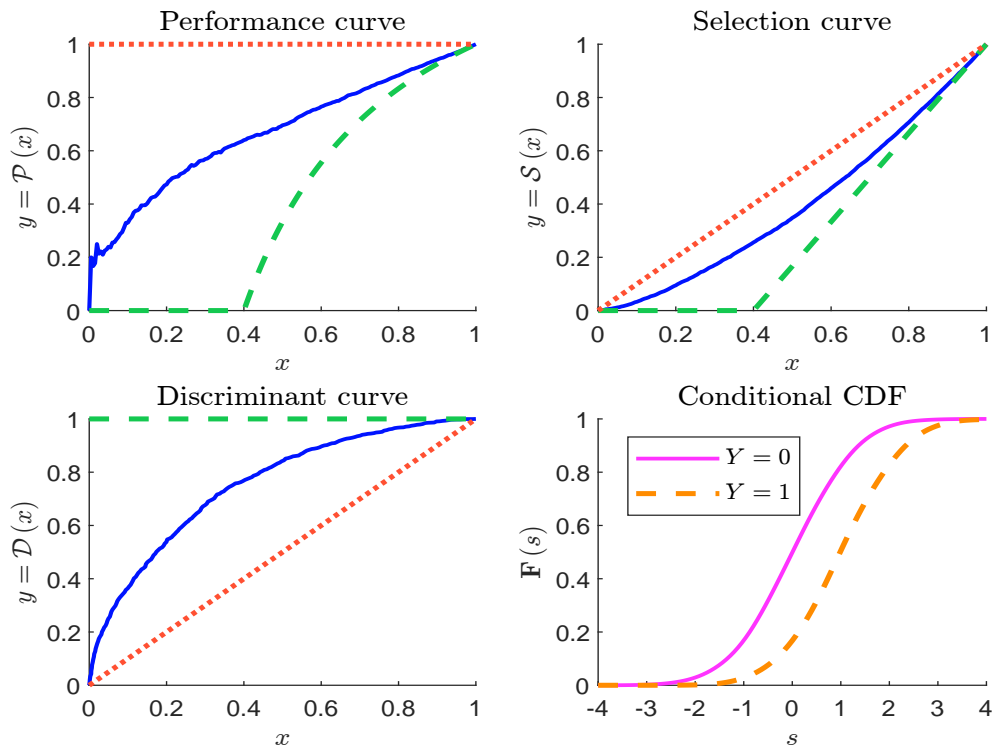 Performance curve
1
0.8
0.6
0.4
0.2
0
0 0.2 0.4 0.6 0.8 1
y = 𝒫(x)
x
Selection curve
1
0.8
0.6
0.4
0.2
0
0 0.2 0.4 0.6 0.8 1
y = 𝒮(x)
x
Discriminant curve
1
0.8
0.6
0.4
0.2
0
0 0.2 0.4 0.6 0.8 1
y = 𝒟(x)
x
Conditional CDF
Y = 0
Y = 1
1
0.8
0.6
0.4
0.2
0
-4 -3 -2 -1 0 1 2 3 4
𝐅(s)
s